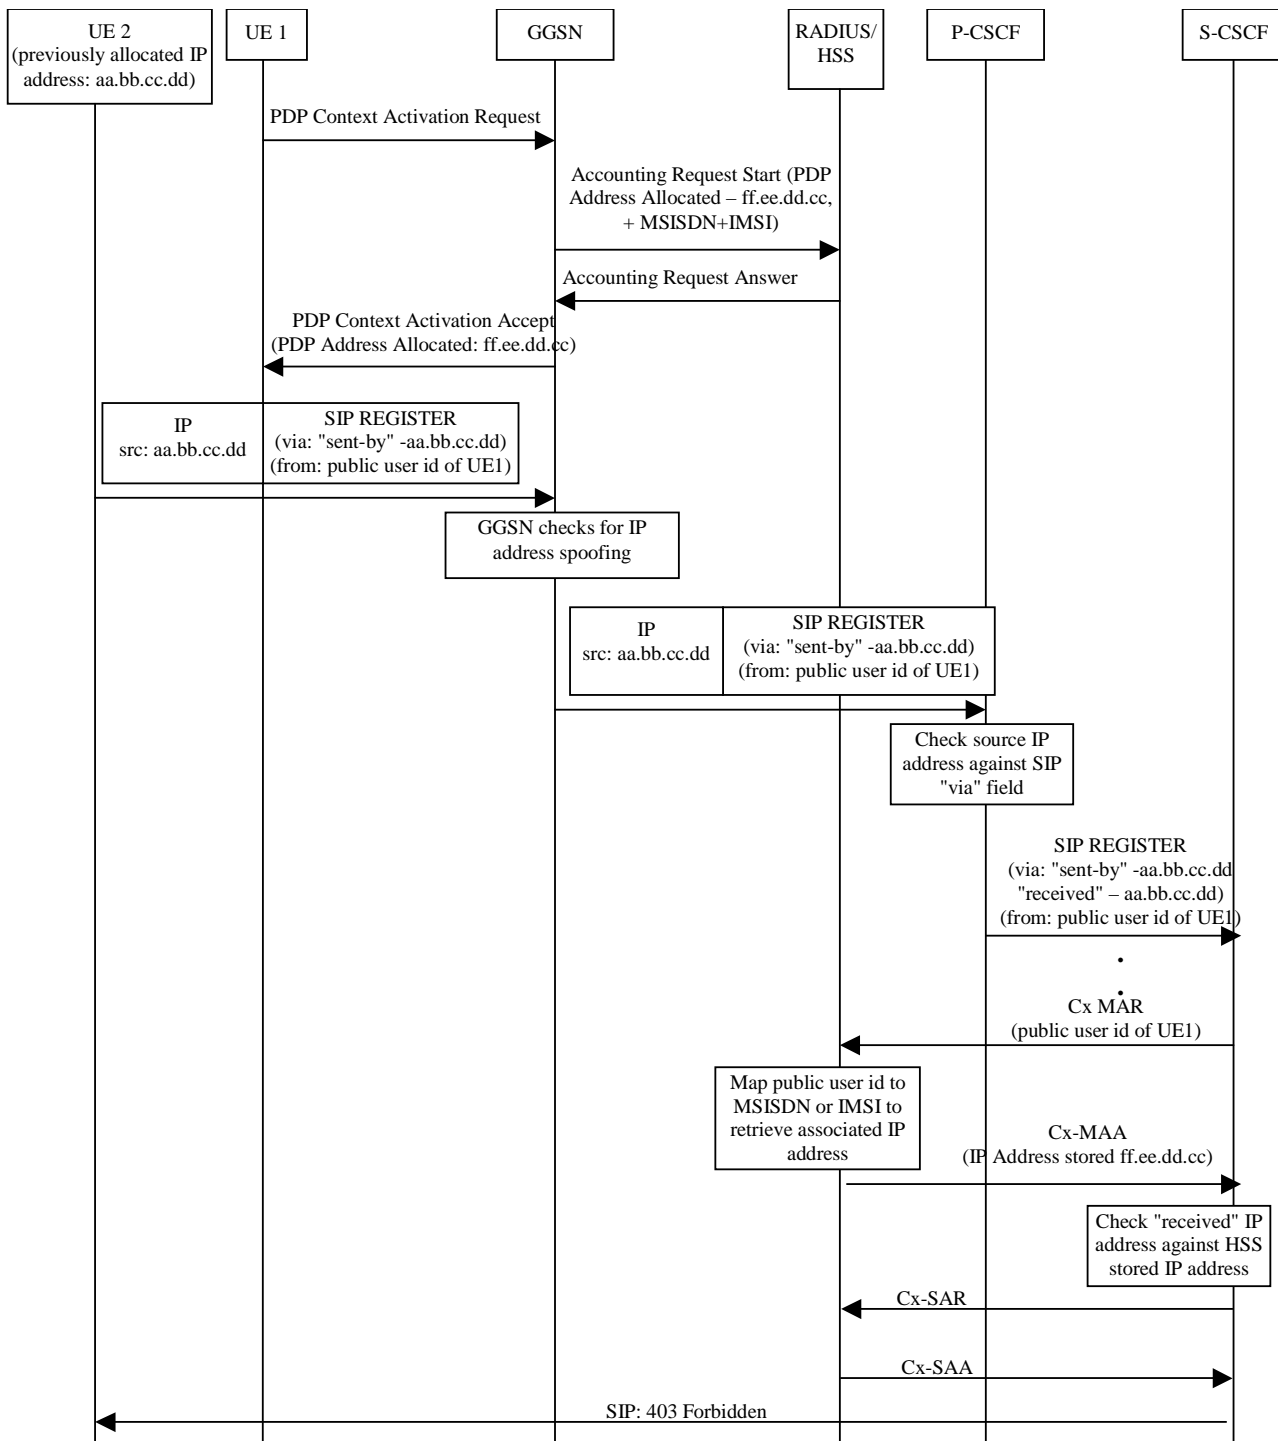 UE 2
(previously allocated IP
address: aa.bb.cc.dd)
UE 1
GGSN
RADIUS/
HSS
P-CSCF
S-CSCF
PDP Context Activation Request
Accounting Request Start (PDP
Address Allocated – ff.ee.dd.cc,
+ MSISDN+IMSI)
Accounting Request Answer
PDP Context Activation Accept
(PDP Address Allocated: ff.ee.dd.cc)
IP
src: aa.bb.cc.dd
SIP REGISTER
(via: "sent-by" -aa.bb.cc.dd)
(from: public user id of UE1)
GGSN checks for IP
address spoofing
IP
src: aa.bb.cc.dd
SIP REGISTER
(via: "sent-by" -aa.bb.cc.dd)
(from: public user id of UE1)
Check source IP
address against SIP
"via" field
SIP REGISTER
(via: "sent-by" -aa.bb.cc.dd
"received" – aa.bb.cc.dd)
(from: public user id of UE1)
Cx MAR
(public user id of UE1)
Map public user id to
MSISDN or IMSI to
retrieve associated IP
address
Cx-MAA
(IP Address stored ff.ee.dd.cc)
Check "received" IP
address against HSS
stored IP address
Cx-SAR
Cx-SAA
SIP: 403 Forbidden